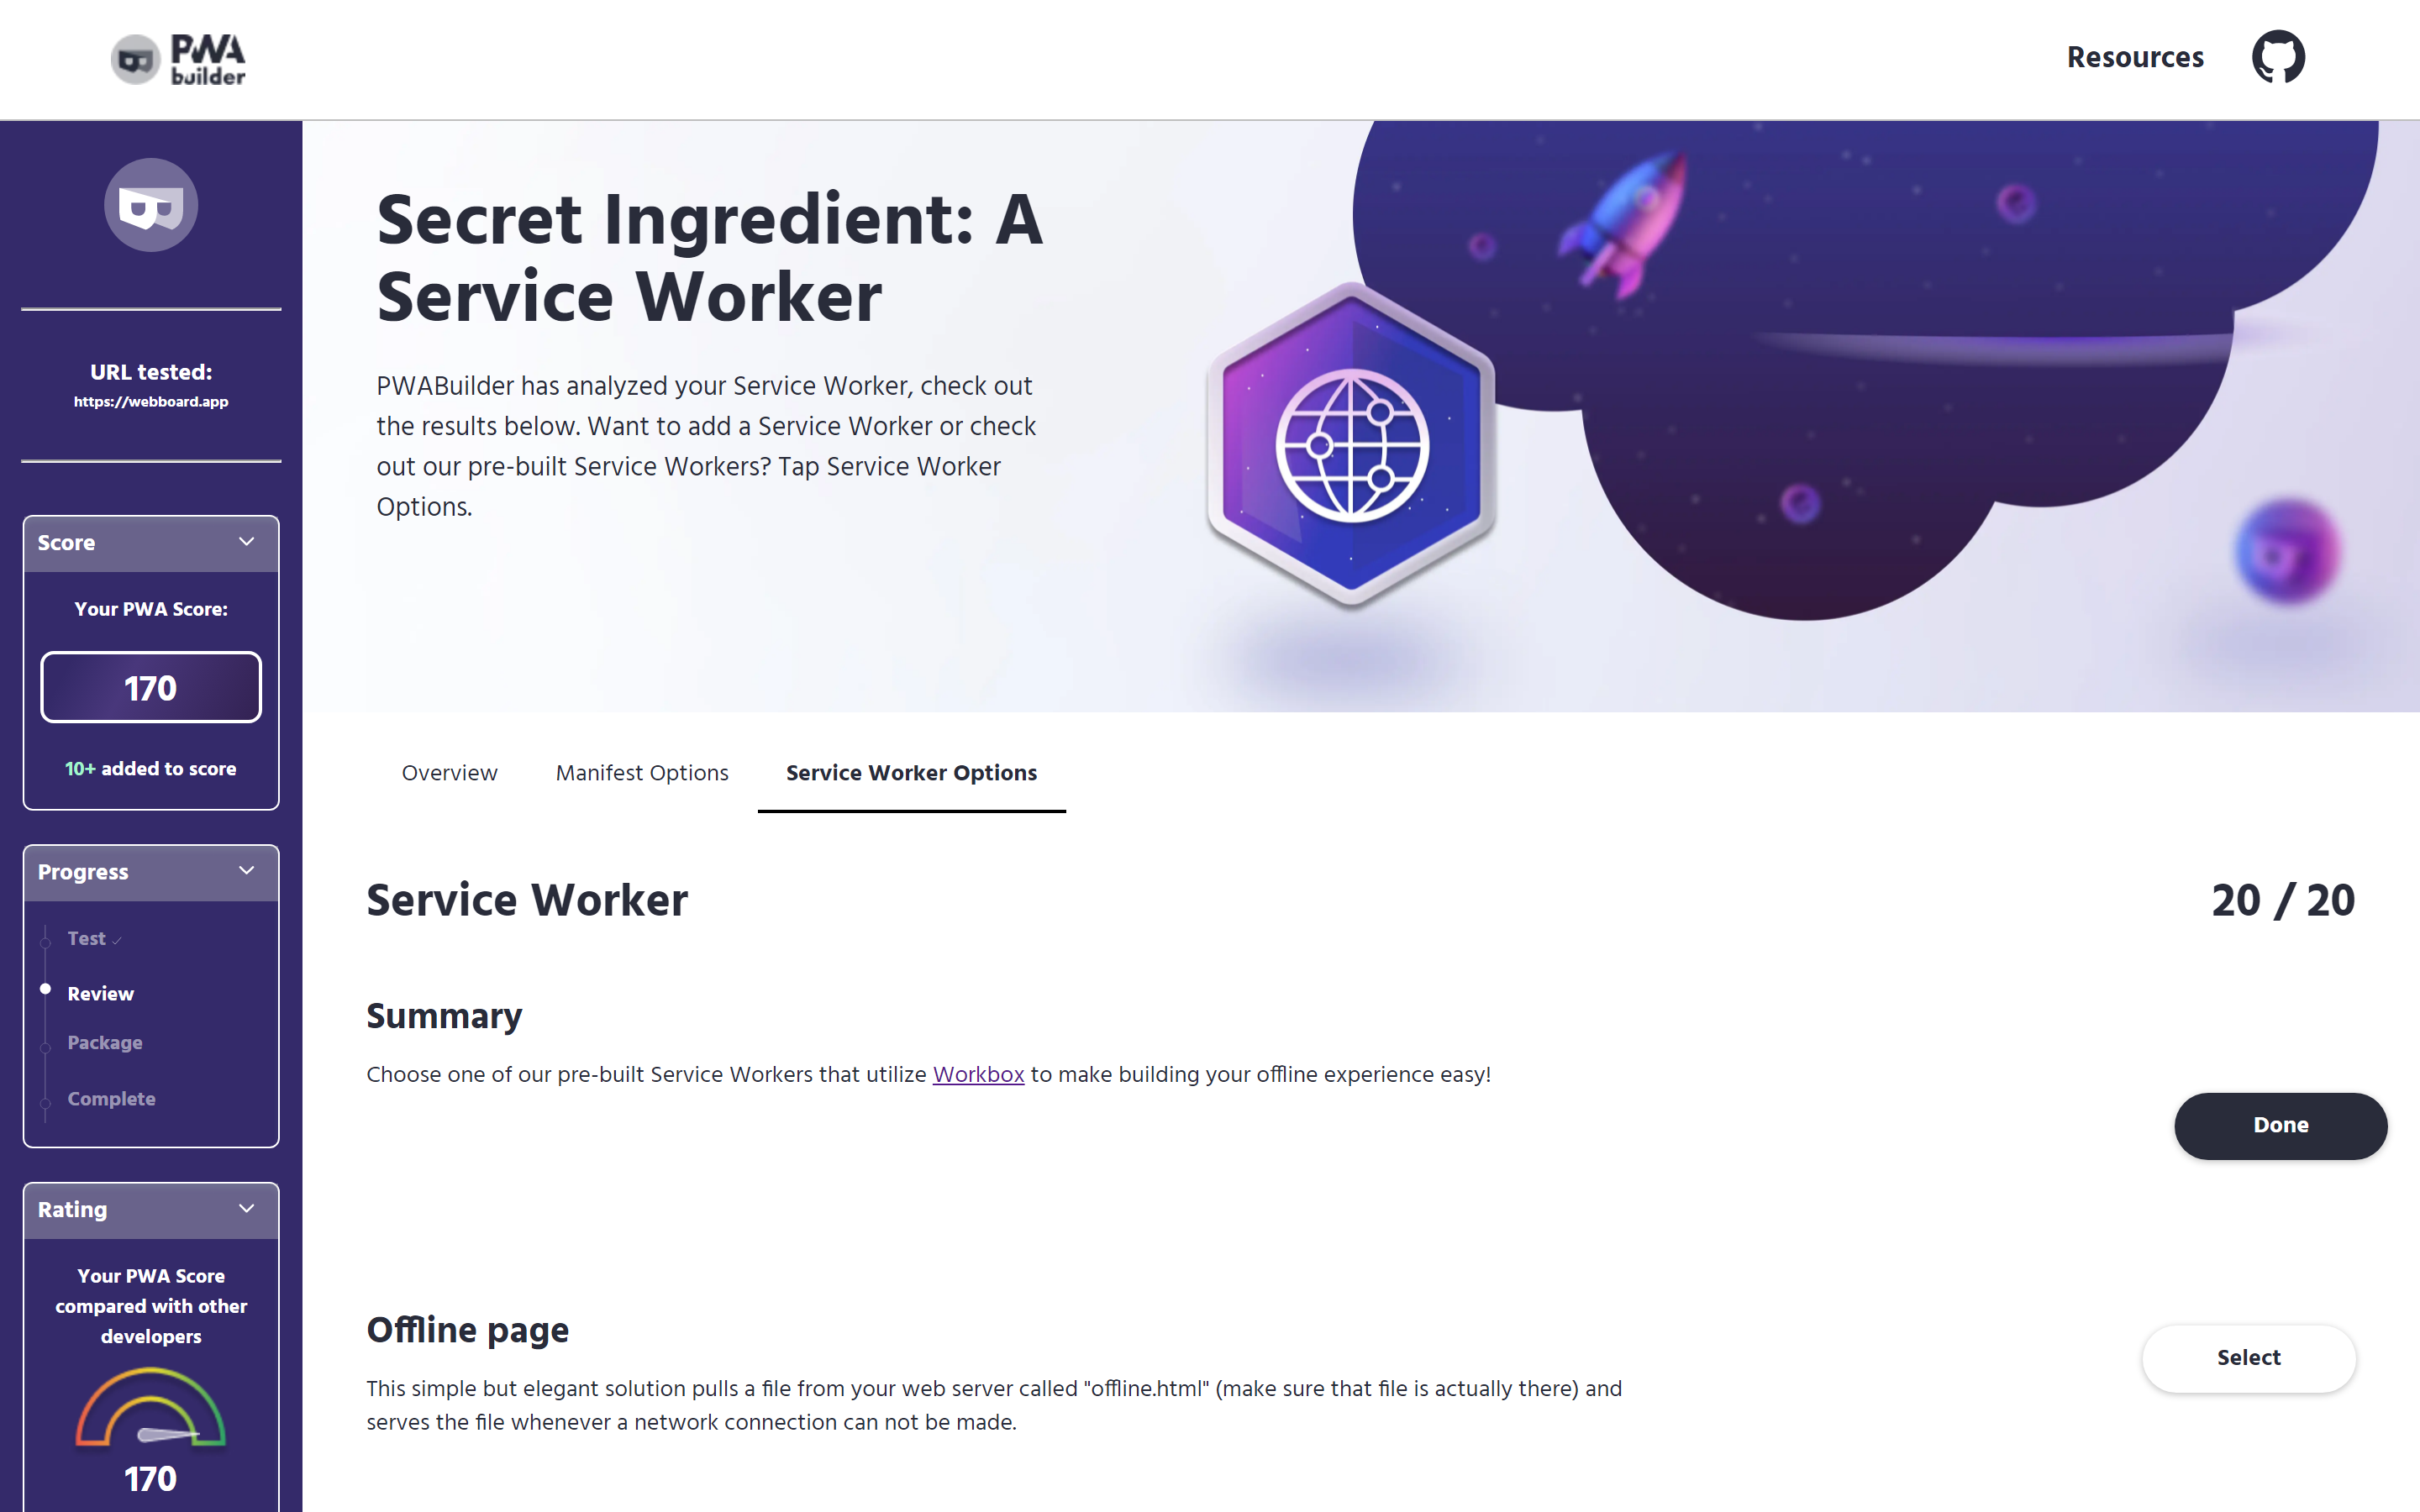 PWA
builder
Resources
URL tested:
https://webboard.app
Score
Your PWA Score:
170
10+ added to score
Progress
Test
Review
Package
Complete
Rating
Your PWA Score
compared with other
developers
170
Secret Ingredient: A
Service Worker
PWABuilder has analyzed your Service Worker, check out
the results below. Want to add a Service Worker or check
out our pre-built Service Workers? Tap Service Worker
Options.
Overview Manifest Options Service Worker Options
Service Worker 20 / 20
Summary
Choose one of our pre-built Service Workers that utilize Workbox to make building your offline experience easy!
Done
Offline page
Select
This simple but elegant solution pulls a file from your web server called "offline.html" (make sure that file is actually there) and
serves the file whenever a network connection can not be made.